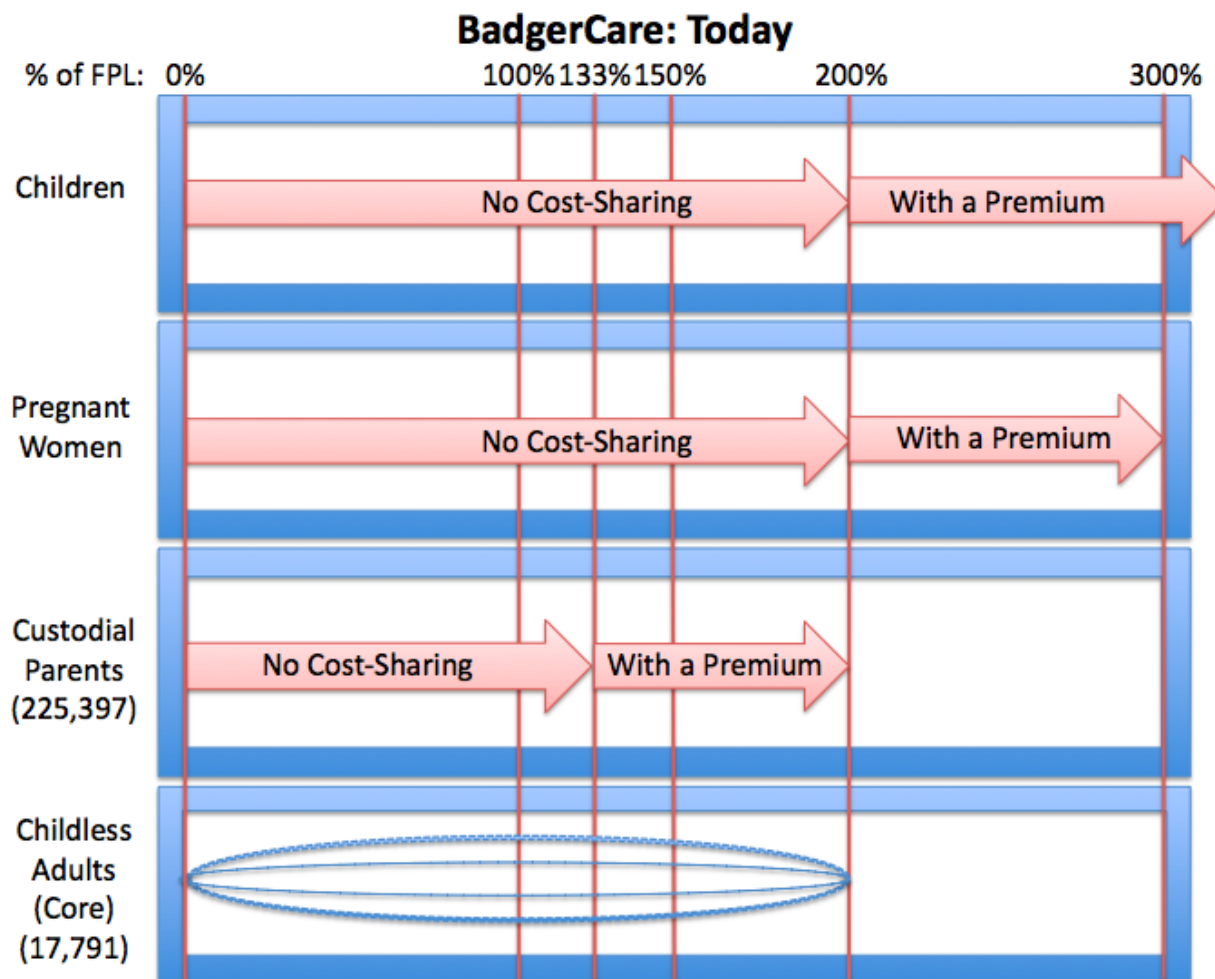 BadgerCare: Today
% of FPL: 0% 100% 133% 150% 200% 300%
Children
No Cost-Sharing
With a Premium
Pregnant
Women
No Cost-Sharing
With a Premium
Custodial
Parents
(225,397)
No Cost-Sharing
With a Premium
Childless
Adults
(Core)
(17,791)